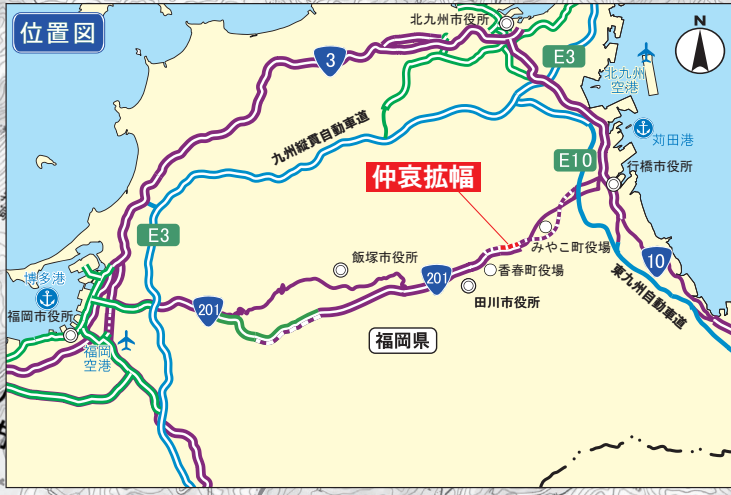 位置図
北九州市役所
N
3
E3
北九州
空港
九州縦貫自動車道
苅田港
E10
行橋市役所
仲哀拡幅
E3
みやこ町役場
飯塚市役所
201
香春町役場
10
博多港
田川市役所
東九州自動車道
201
福岡市役所
福岡県
福岡
空港